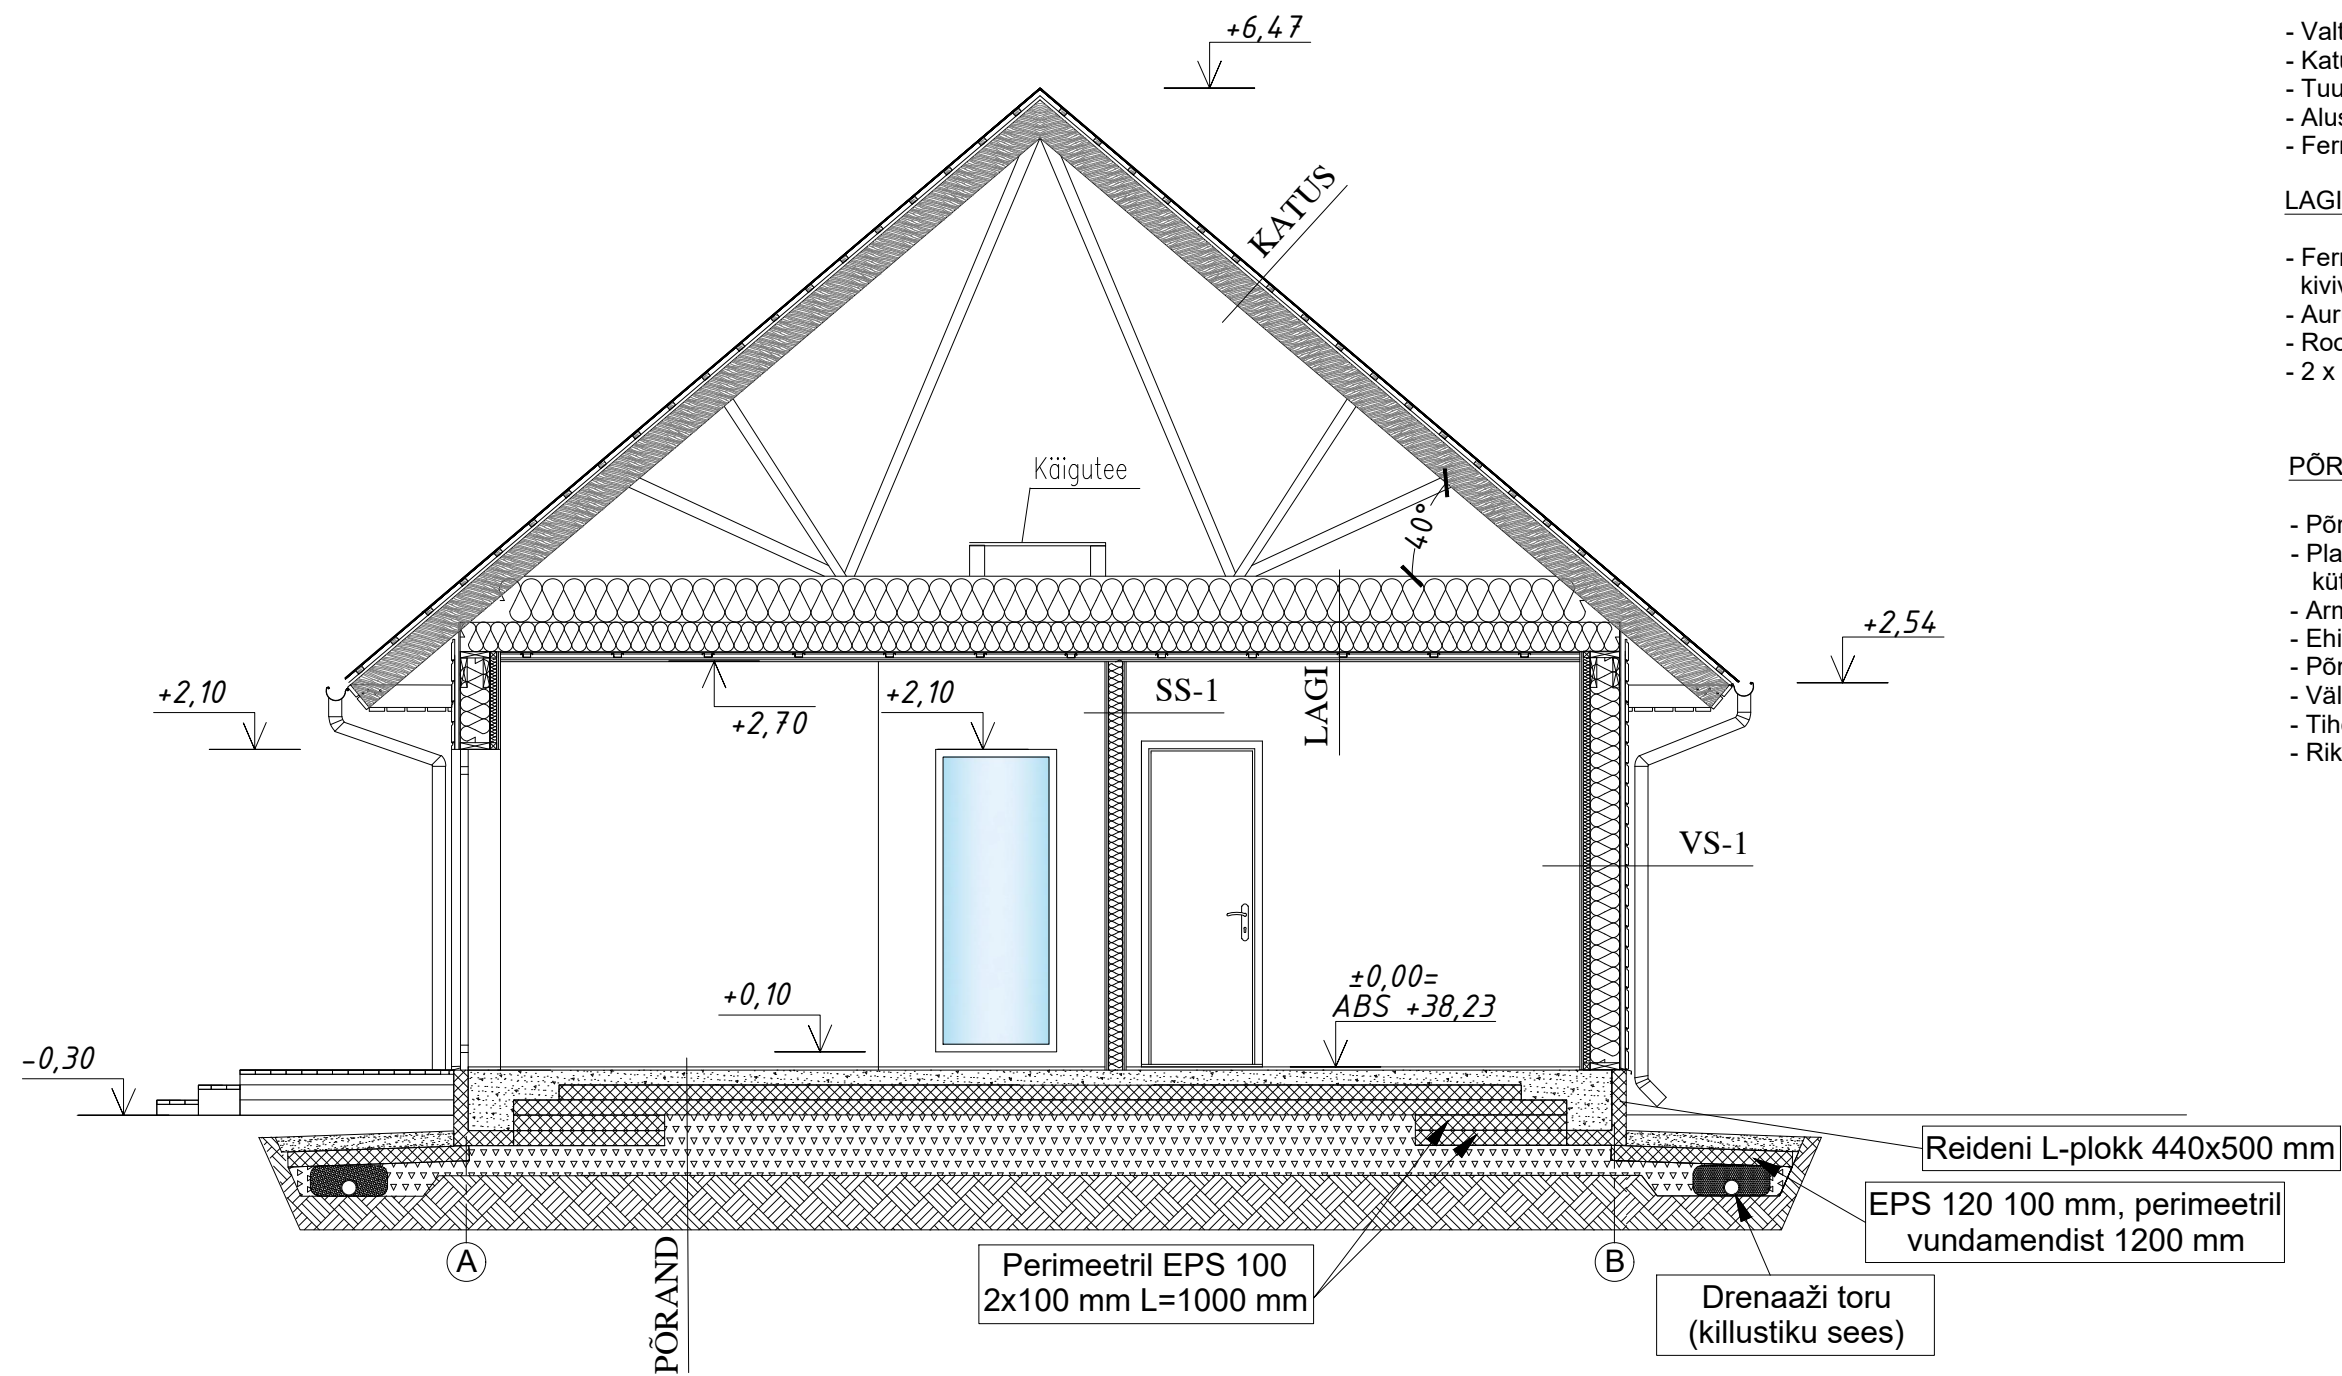 +6,47
KATUS
Käigutee
40°
+2,54
+2,10
+2,70
+2,10
SS-1
LAGI
VS-1
+0,10
±0,00=
ABS +38,23
-0,30
Reideni L-plokk 440x500 mm
EPS 120 100 mm, perimeetril
vundamendist 1200 mm
A
B
PÕRAND
Perimeetril EPS 100
2x100 mm L=1000 mm
Drenaaži toru
(killustiku sees)
LAGI
- 2 x